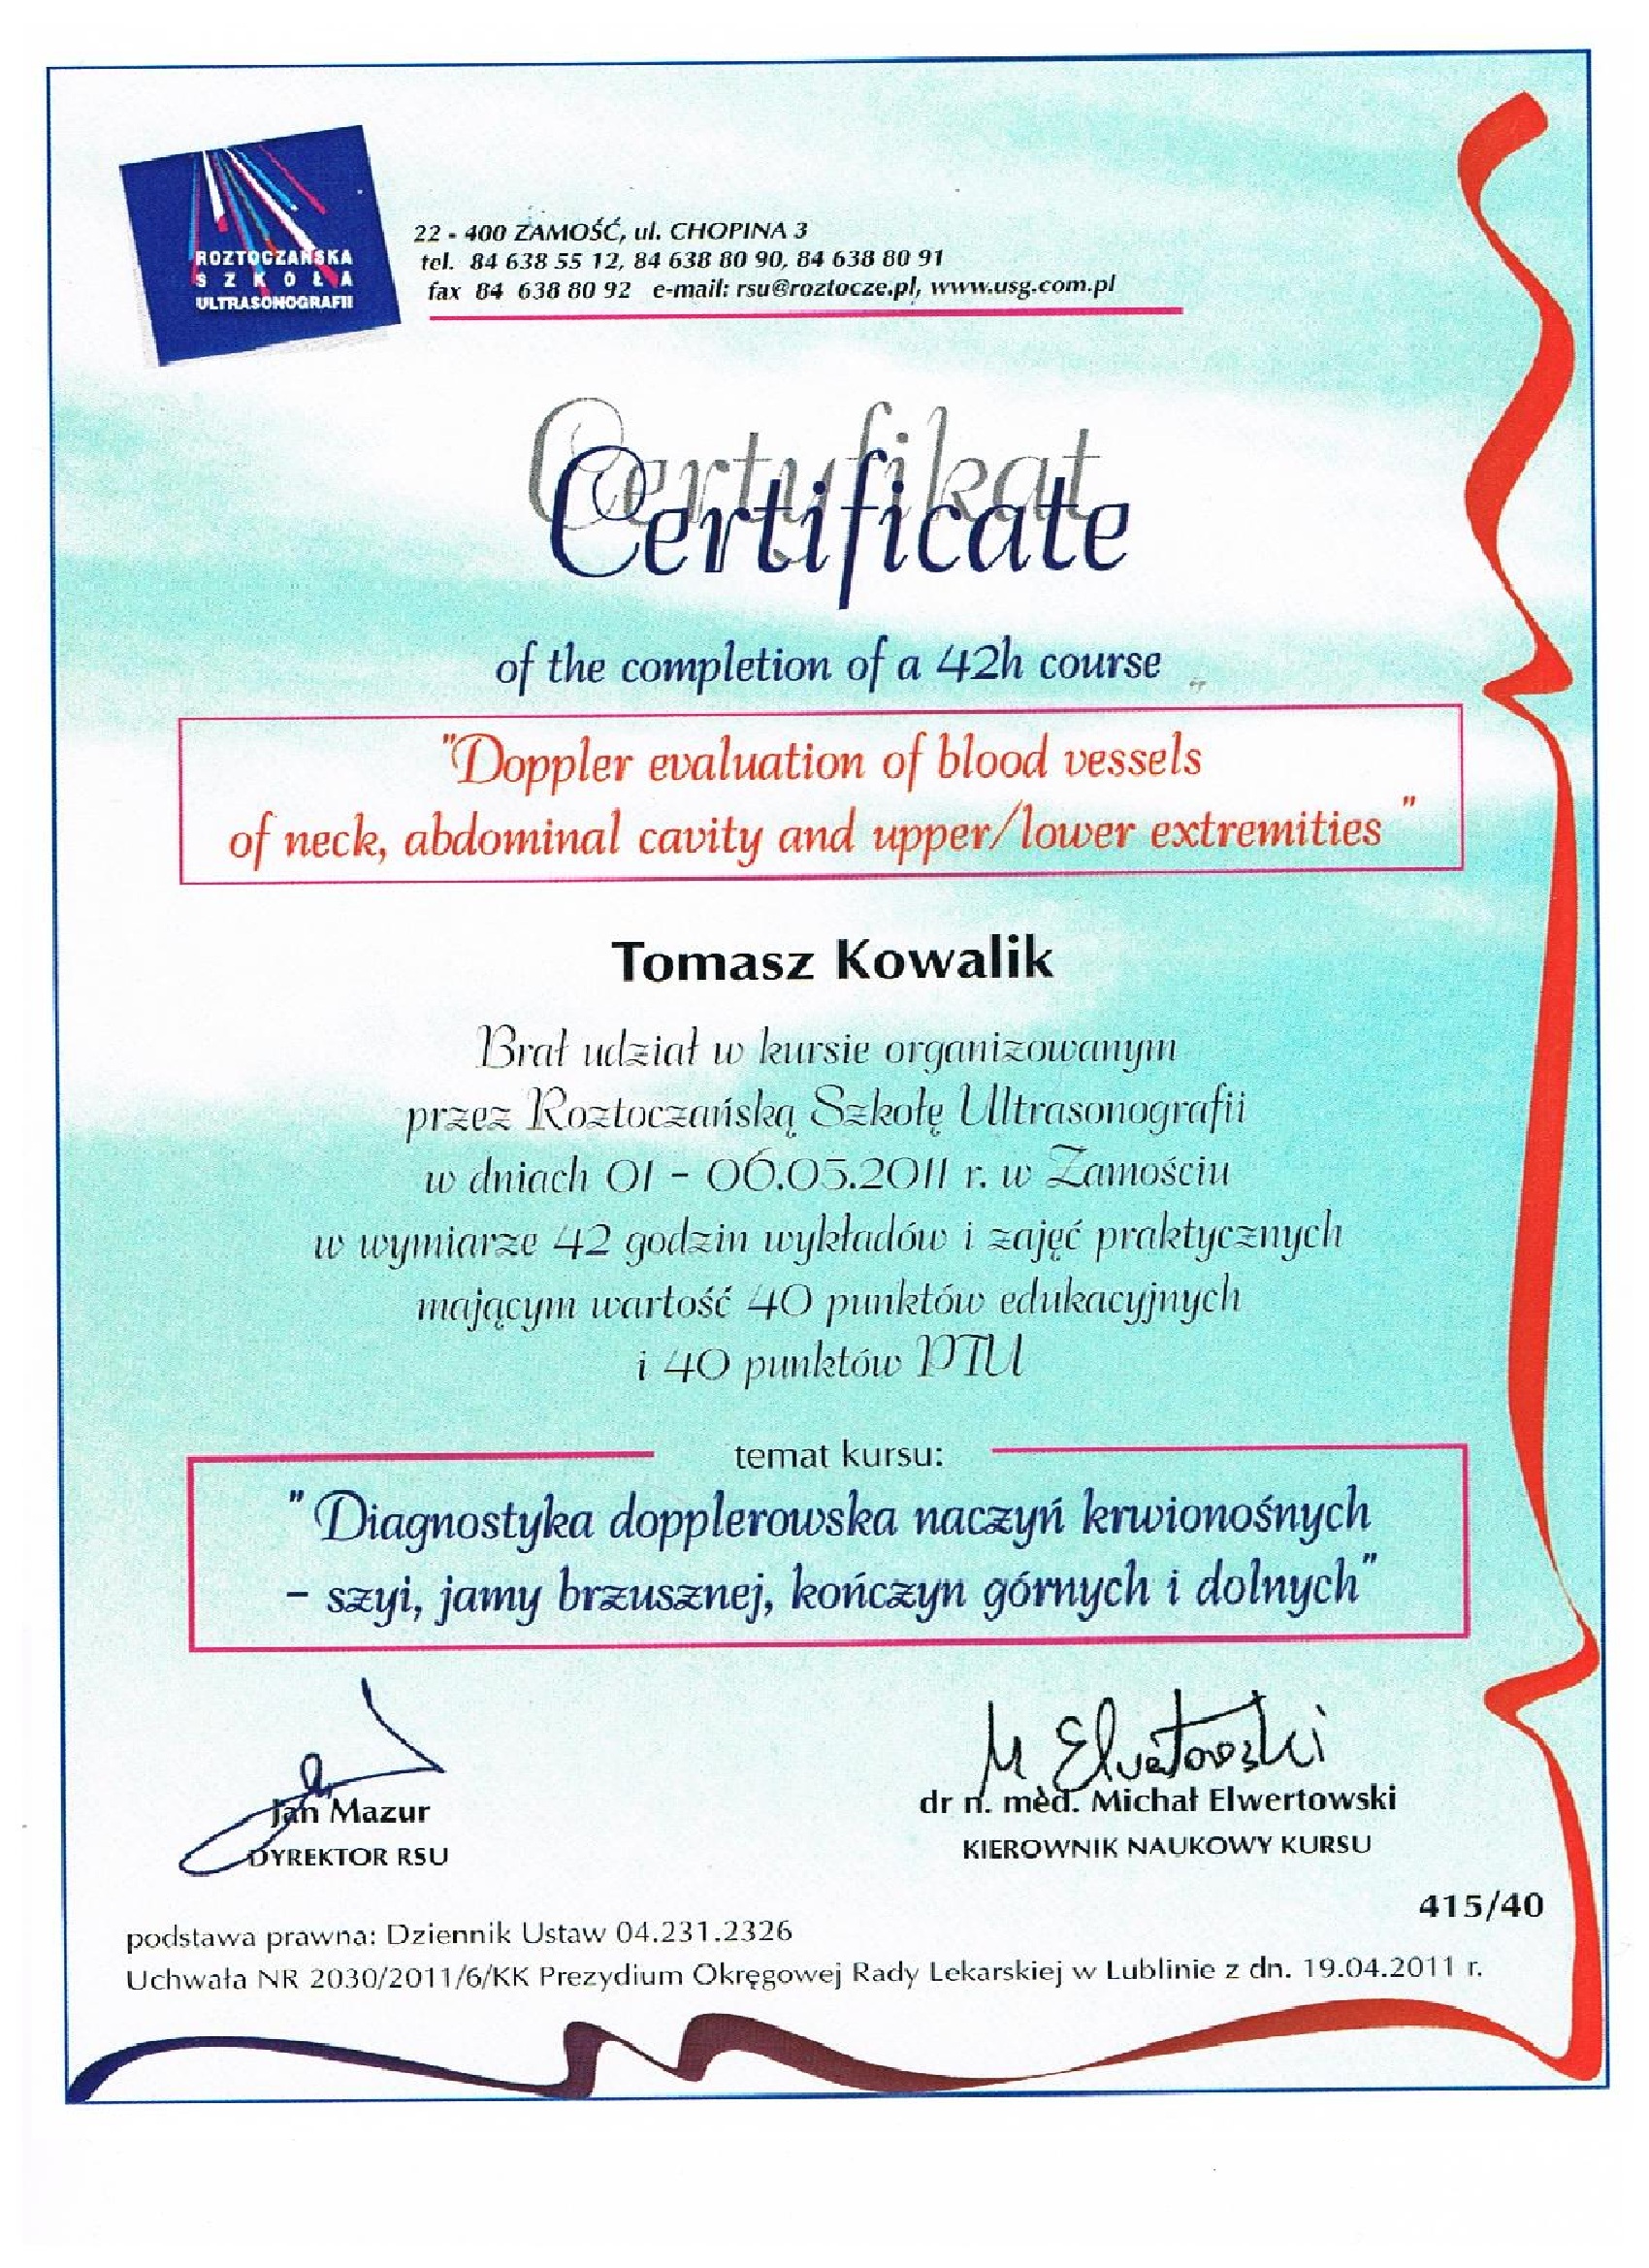 ROZTOCZAŃSKA
SZKOŁA
ULTRASONOGRAFII
22 - 400 ZAMOŚĆ, ul. CHOPINA 3
tel. 84 638 55 12, 84 638 80 90, 84 638 80 91
fax 84 638 80 92 e-mail: rsu@roztocze.pl, www.usg.com.pl
Certyfikat
Certificate
of the completion of a 42h course
"Doppler evaluation of blood vessels
of neck, abdominal cavity and upper/lower extremities "
Tomasz Kowalik
Brał udział w kursie organizowanym
przez Roztoczańską Szkołę Ultrasonografii
w dniach 01 - 06.05.2011 r. w Zamościu
w wymiarze 42 godzin wykładów i zajęć praktycznych
mającym wartość 40 punktów edukacyjnych
i 40 punktów PTU
temat kursu:
"Diagnostyka dopplerowska naczyń krwionośnych
– szyi, jamy brzusznej, kończyn górnych i dolnych"
M Elwertowski
Jan Mazur
DYREKTOR RSU
dr n. med. Michał Elwertowski
KIEROWNIK NAUKOWY KURSU
415/40
podstawa prawna: Dziennik Ustaw 04.231.2326
Uchwała NR 2030/2011/6/KK Prezydium Okręgowej Rady Lekarskiej w Lublinie z dn. 19.04.2011 r.